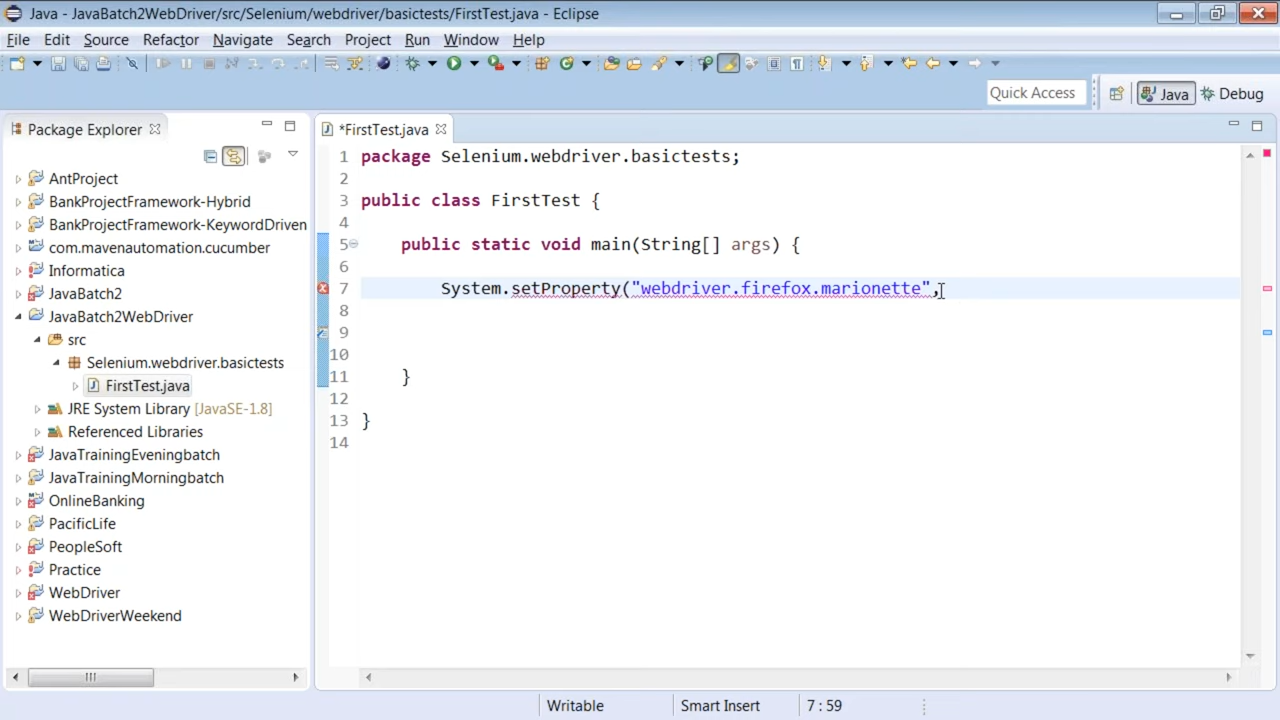 Java - JavaBatch2WebDriver/src/Selenium/webdriver/basictests/FirstTest.java - Eclipse
File Edit Source Refactor Navigate Search Project Run Window Help
Quick Access Java Debug
Package Explorer
*FirstTest.java
AntProject
BankProjectFramework-Hybrid
BankProjectFramework-KeywordDriven
com.mavenautomation.cucumber
Informatica
JavaBatch2
JavaBatch2WebDriver
src
Selenium.webdriver.basictests
FirstTest.java
JRE System Library [JavaSE-1.8]
Referenced Libraries
JavaTrainingEveningbatch
JavaTrainingMorningbatch
OnlineBanking
PacificLife
PeopleSoft
Practice
WebDriver
WebDriverWeekend
1 package Selenium.webdriver.basictests;
2
3 public class FirstTest {
4
5 public static void main(String[] args) {
6
7 System.setProperty("webdriver.firefox.marionette",
8
9
10
11 }
12
13 }
14
Writable Smart Insert 7 : 59